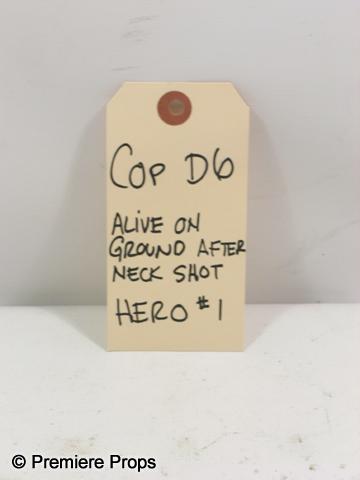 COP D6
ALIVE ON
GROUND AFTER
NECK SHOT
HERO #1
© Premiere Props